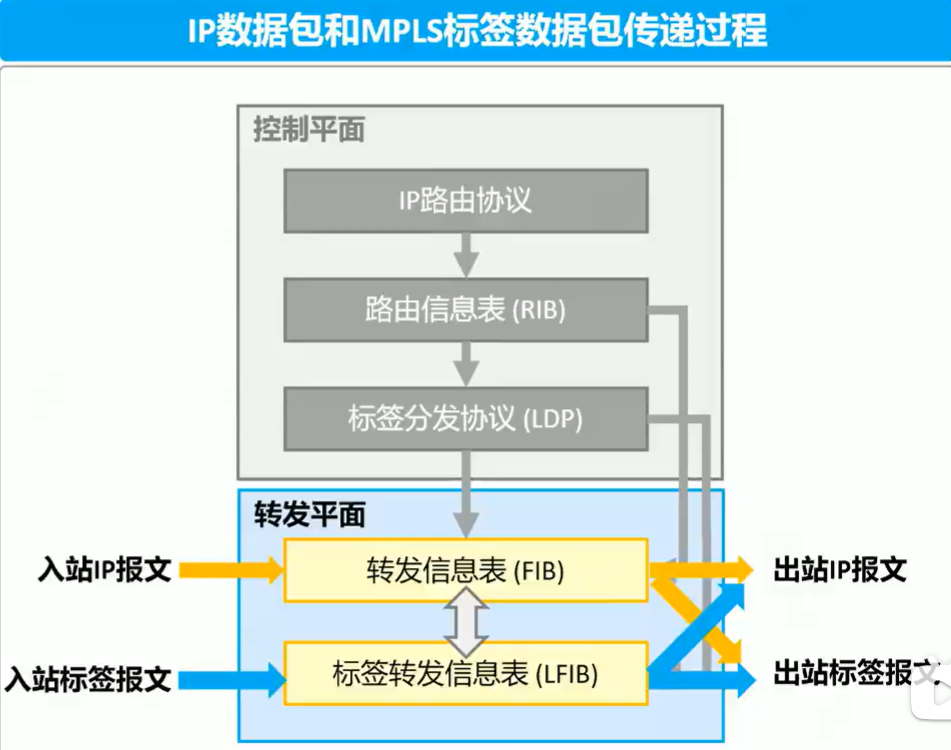 IP数据包和MPLS标签数据包传递过程
控制平面
IP路由协议
路由信息表 (RIB)
标签分发协议 (LDP)
转发平面
入站IP报文
转发信息表 (FIB)
出站IP报文
入站标签报文
标签转发信息表 (LFIB)
出站标签报文